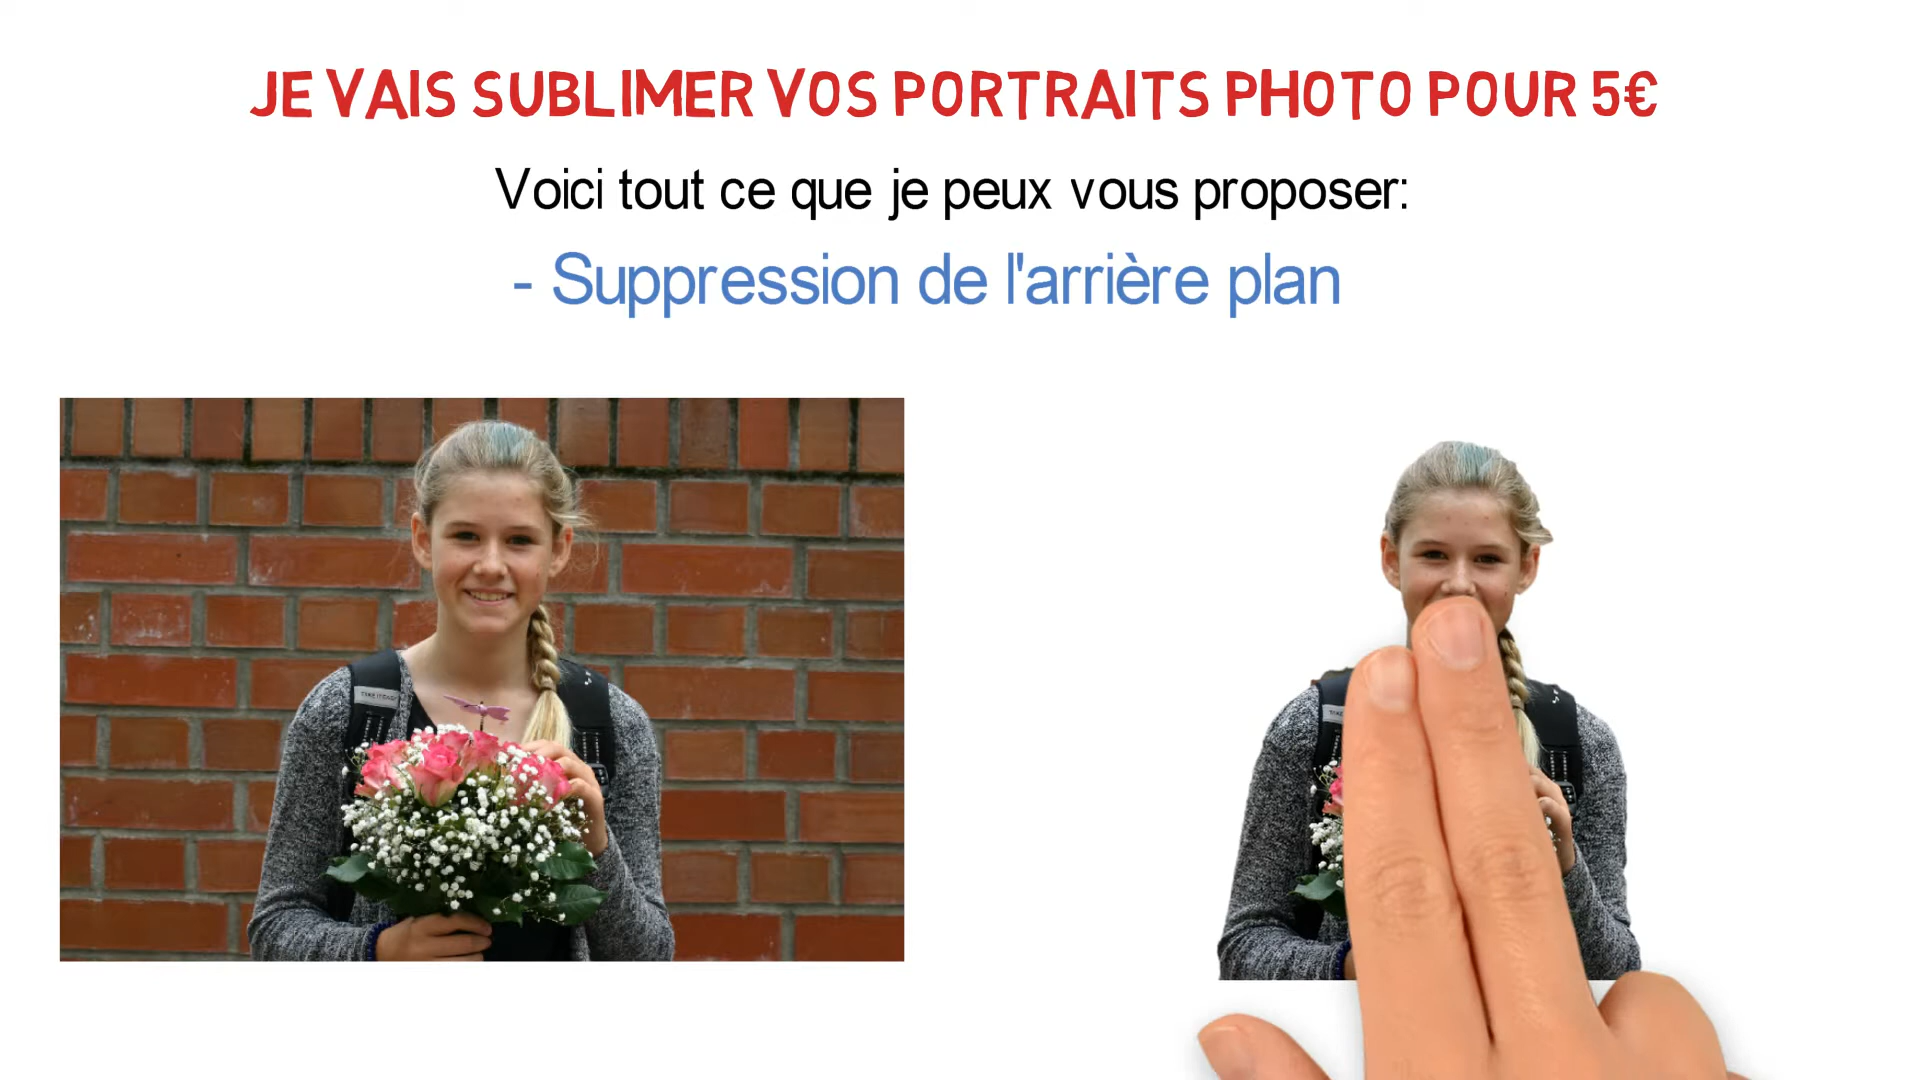 JE VAIS SUBLIMER VOS PORTRAITS PHOTO POUR 5€
Voici tout ce que je peux vous proposer:
- Suppression de l'arrière plan